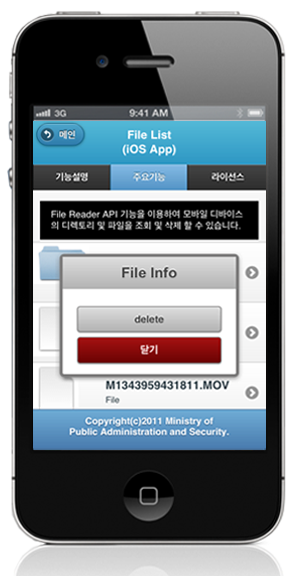 3G 9:41 AM
메인
File List
(iOS App)
기능설명 주요기능 라이선스
File Reader API 기능을 이용하여 모바일 디바이스
의 디렉토리 및 파일을 조회 및 삭제 할 수 있습니다.
File Info
delete
닫기
M1343959431811.MOV
File
Copyright(c)2011 Ministry of
Public Administration and Security.